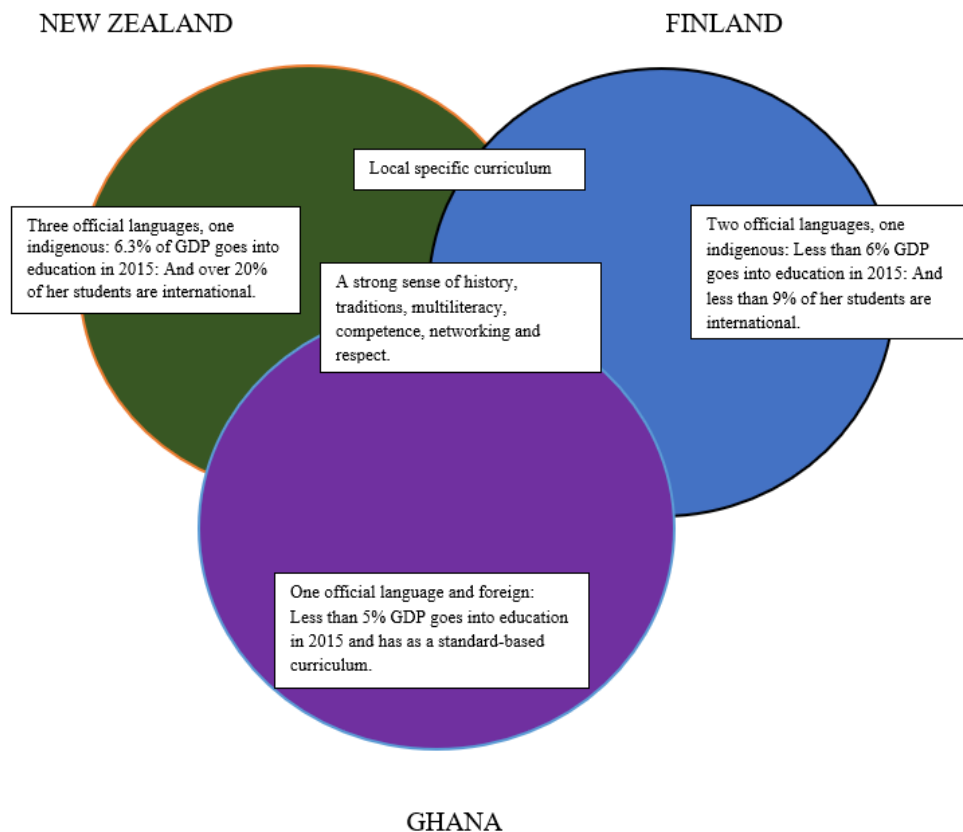 NEW ZEALAND
FINLAND
Local specific curriculum
Three official languages, one
indigenous: 6.3% of GDP goes into
education in 2015: And over 20%
of her students are international.
Two official languages, one
indigenous: Less than 6% GDP
goes into education in 2015: And
less than 9% of her students are
international.
A strong sense of history,
traditions, multiliteracy,
competence, networking and
respect.
One official language and foreign:
Less than 5% GDP goes into education
in 2015 and has as a standard-based
curriculum.
GHANA